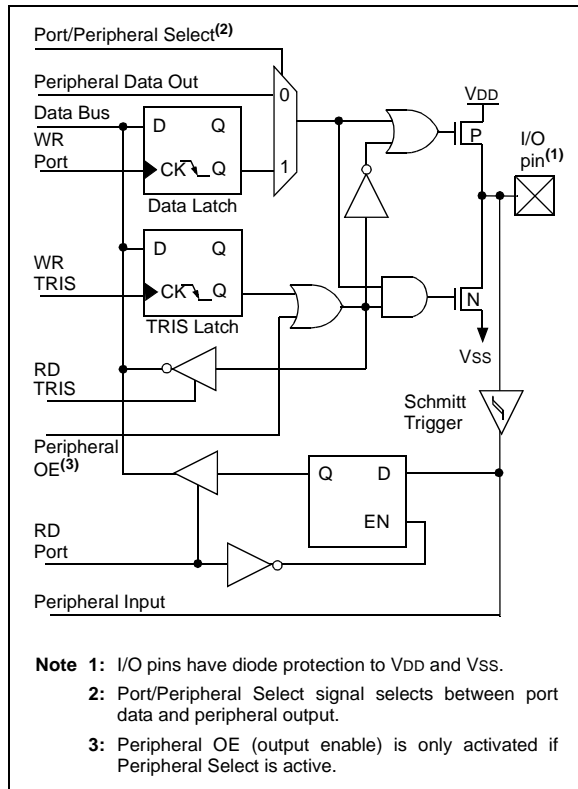 Port/Peripheral Select(2)
Peripheral Data Out
Data Bus
WR
Port
D Q
CK Q
Data Latch
0
1
VDD
P
I/O
pin(1)
WR
TRIS
D Q
CK Q
TRIS Latch
N
VSS
RD
TRIS
Schmitt
Trigger
Peripheral
OE(3)
Q D
EN
RD
Port
Peripheral Input
Note 1: I/O pins have diode protection to VDD and VSS.
2: Port/Peripheral Select signal selects between port
data and peripheral output.
3: Peripheral OE (output enable) is only activated if
Peripheral Select is active.